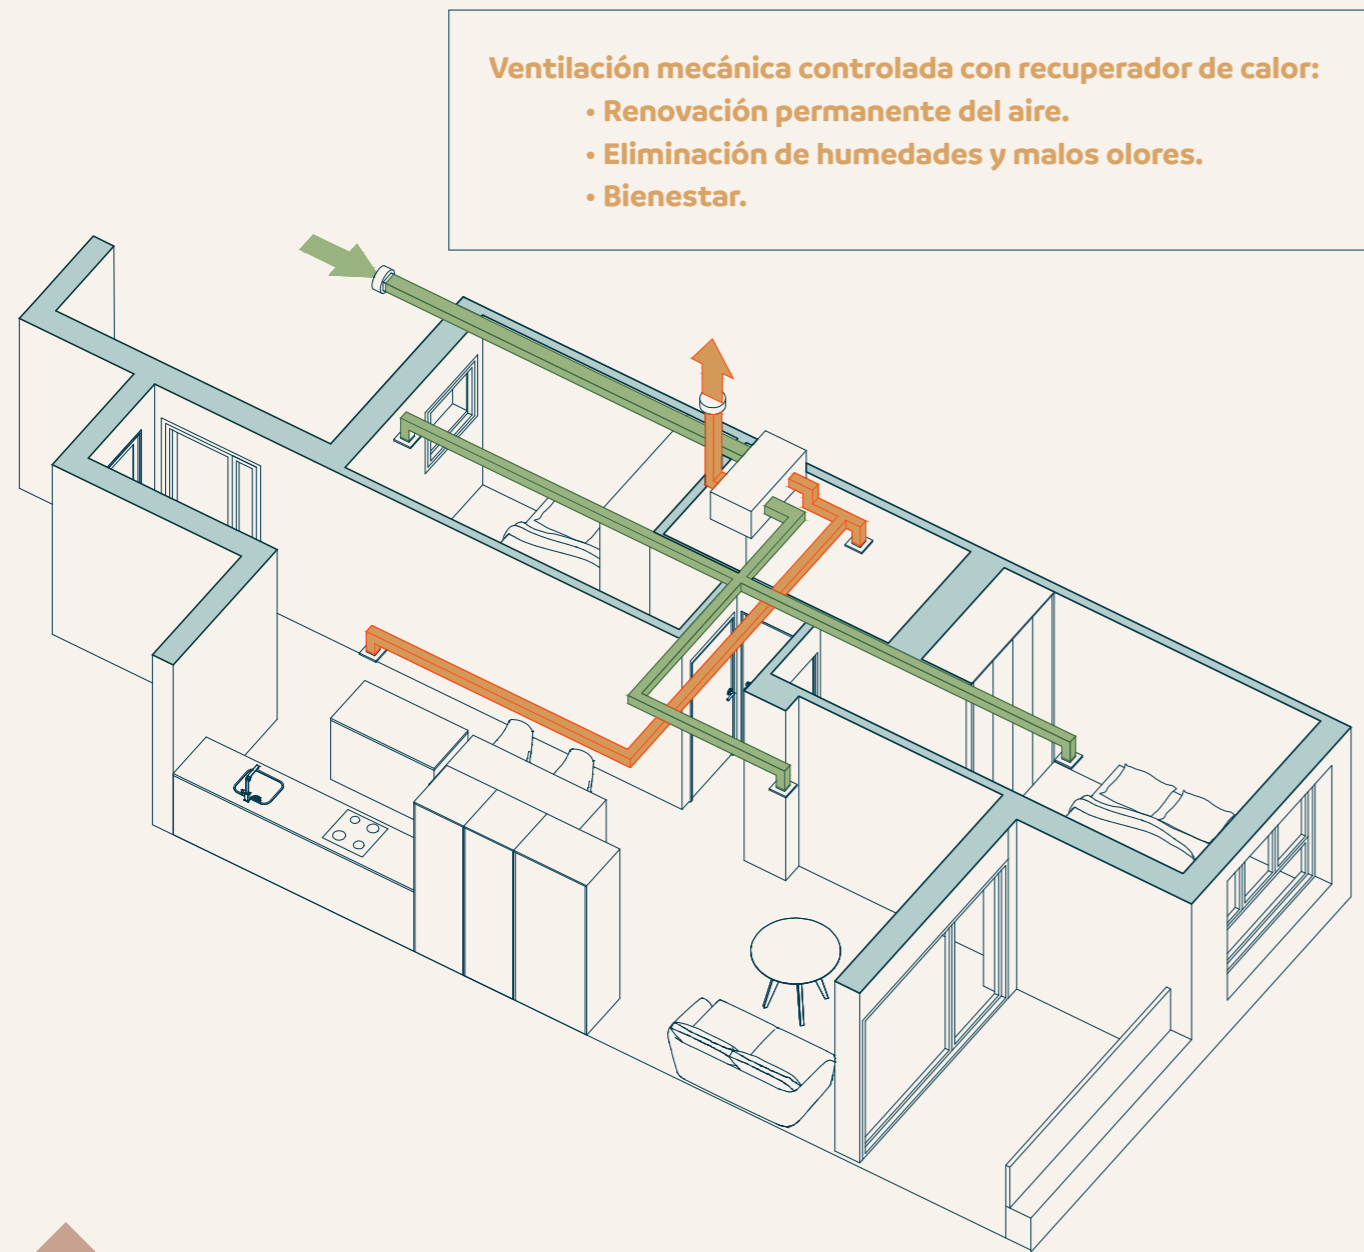 Ventilación mecánica controlada con recuperador de calor:
• Renovación permanente del aire.
• Eliminación de humedades y malos olores.
• Bienestar.